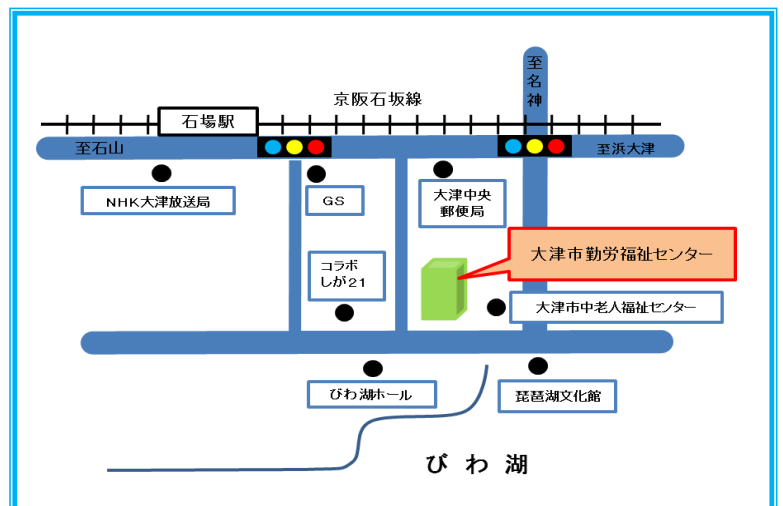 至
名
神
京阪石坂線
石場駅
至石山
至浜大津
NHK大津放送局
GS
大津中央
郵便局
コラボ
しが21
大津市勤労福祉センター
大津市中老人福祉センター
びわ湖ホール
琵琶湖文化館
びわ湖